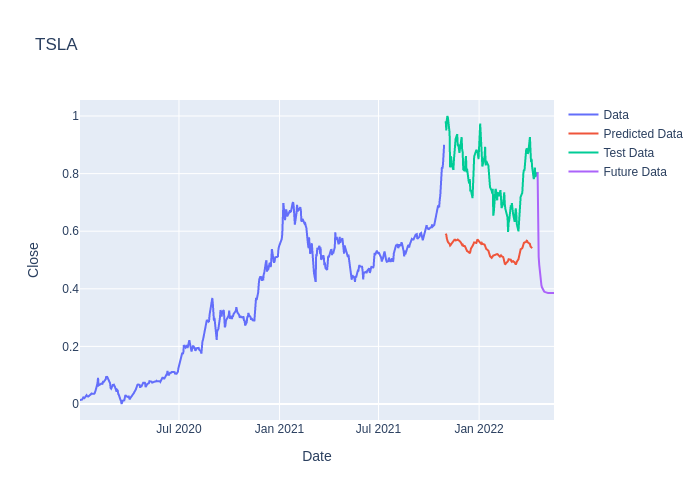 TSLA
Data
Predicted Data
Test Data
Future Data
Close
1
0.8
0.6
0.4
0.2
0
Jul 2020
Jan 2021
Jul 2021
Jan 2022
Date